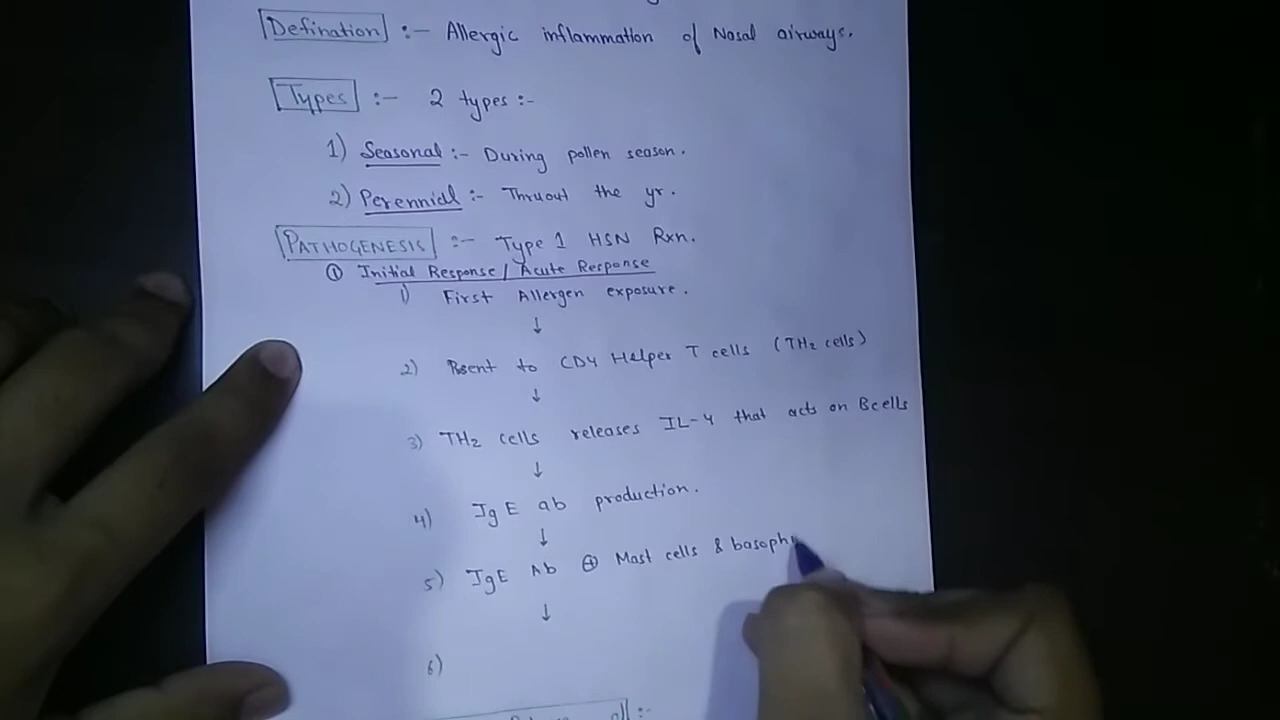 Defination :- Allergic inflammation of Nasal airways.
Types :- 2 types :-
1) Seasonal :- During pollen season.
2) Perennial :- Thruout the yr.
PATHOGENESIS :- Type 1 HSN Rxn.
① Initial Response / Acute Response
1) First Allergen exposure.
↓
2) Psent to CD4 Helper T cells (TH2 cells)
↓
3) TH2 cells releases IL-4 that acts on B cells
↓
4) IgE ab production.
↓
5) IgE Ab ⊕ Mast cells & basoph
↓
6)